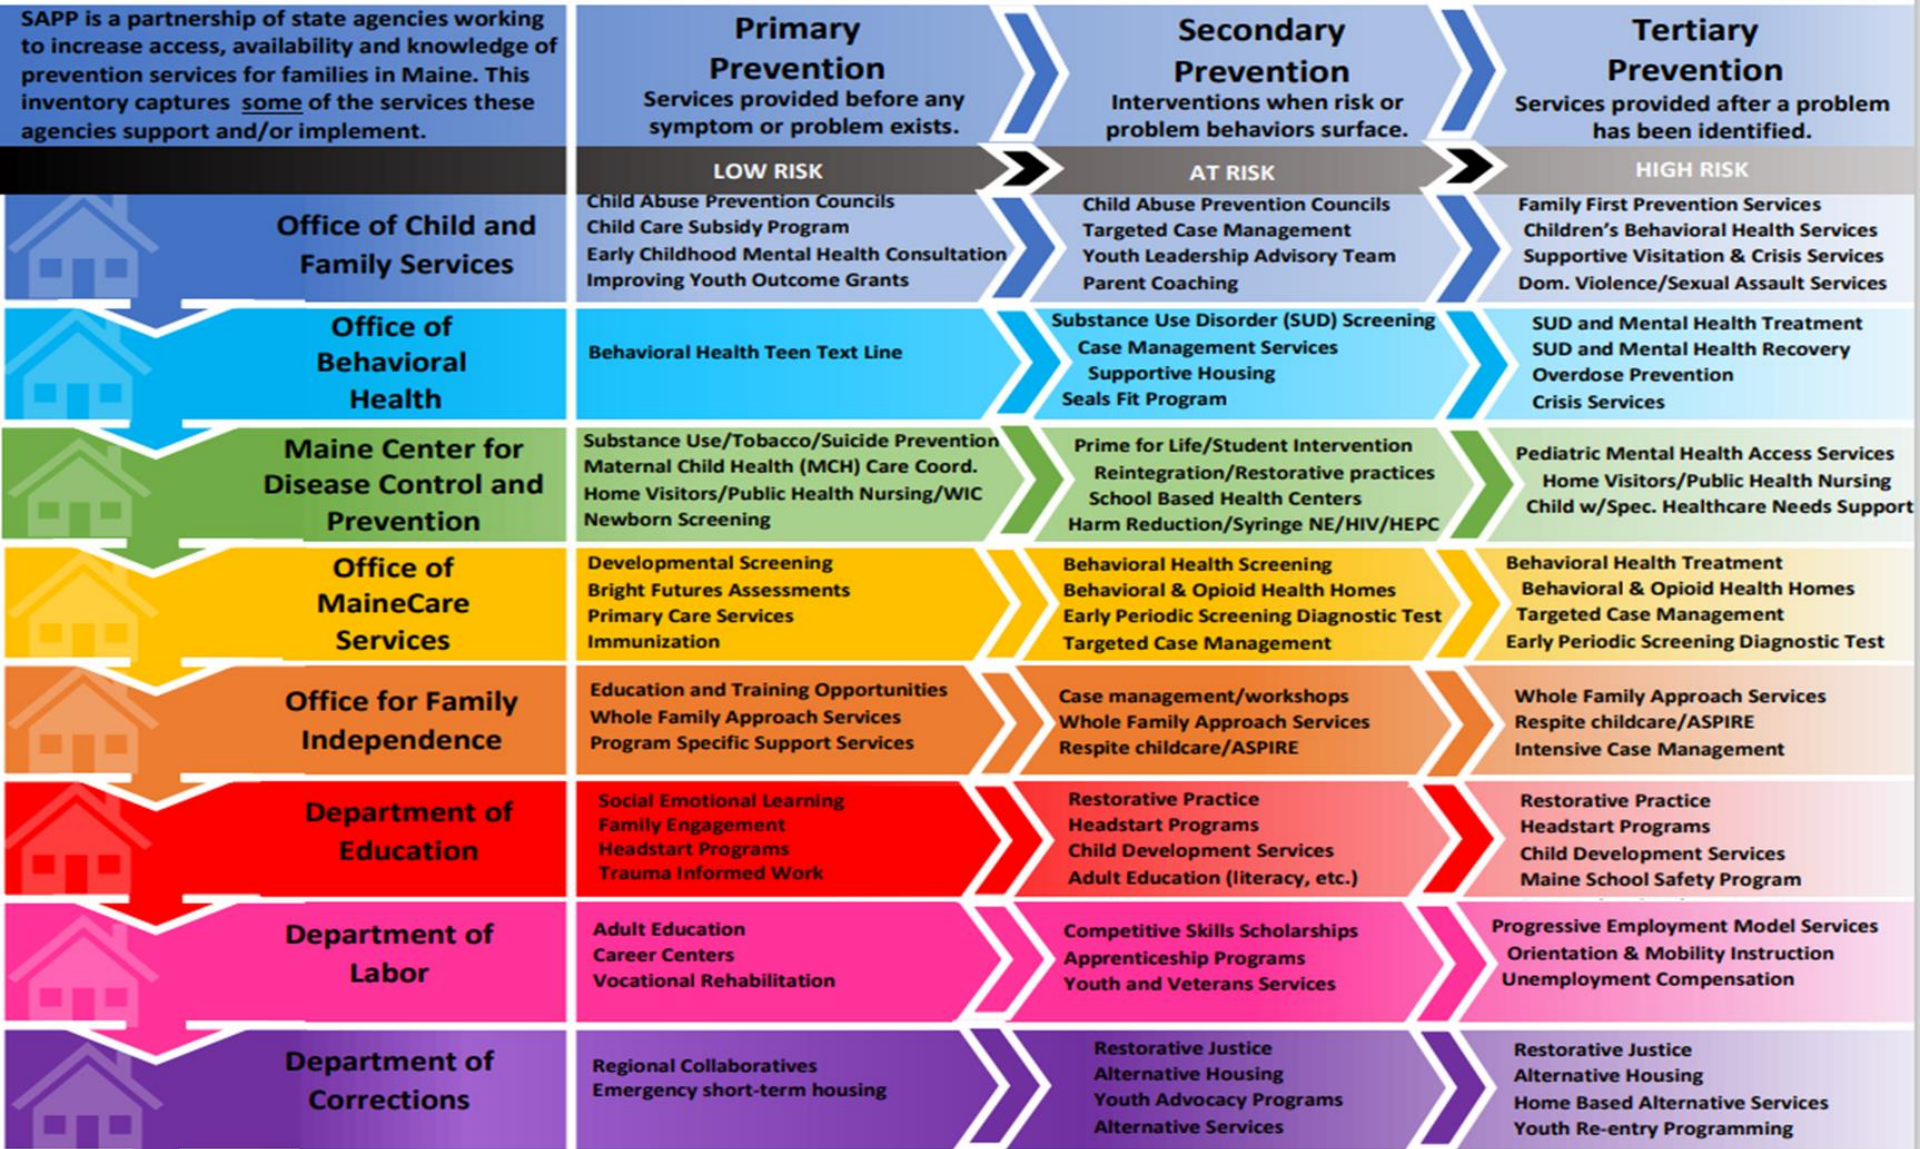 SAPP is a partnership of state agencies working
to increase access, availability and knowledge of
prevention services for families in Maine. This
inventory captures some of the services these
agencies support and/or implement.
Primary
Prevention
Services provided before any
symptom or problem exists.
Secondary
Prevention
Interventions when risk or
problem behaviors surface.
Tertiary
Prevention
Services provided after a problem
has been identified.
LOW RISK
AT RISK
HIGH RISK
Office of Child and
Family Services
Child Abuse Prevention Councils
Child Care Subsidy Program
Early Childhood Mental Health Consultation
Improving Youth Outcome Grants
Child Abuse Prevention Councils
Targeted Case Management
Youth Leadership Advisory Team
Parent Coaching
Family First Prevention Services
Children's Behavioral Health Services
Supportive Visitation & Crisis Services
Dom. Violence/Sexual Assault Services
Office of
Behavioral
Health
Behavioral Health Teen Text Line
Substance Use Disorder (SUD) Screening
Case Management Services
Supportive Housing
Seals Fit Program
SUD and Mental Health Treatment
SUD and Mental Health Recovery
Overdose Prevention
Crisis Services
Maine Center for
Disease Control and
Prevention
Substance Use/Tobacco/Suicide Prevention
Maternal Child Health (MCH) Care Coord.
Home Visitors/Public Health Nursing/WIC
Newborn Screening
Prime for Life/Student Intervention
Reintegration/Restorative practices
School Based Health Centers
Harm Reduction/Syringe NE/HIV/HEPC
Pediatric Mental Health Access Services
Home Visitors/Public Health Nursing
Child w/Spec. Healthcare Needs Support
Office of
MaineCare
Services
Developmental Screening
Bright Futures Assessments
Primary Care Services
Immunization
Behavioral Health Screening
Behavioral & Opioid Health Homes
Early Periodic Screening Diagnostic Test
Targeted Case Management
Behavioral Health Treatment
Behavioral & Opioid Health Homes
Targeted Case Management
Early Periodic Screening Diagnostic Test
Office for Family
Independence
Education and Training Opportunities
Whole Family Approach Services
Program Specific Support Services
Case management/workshops
Whole Family Approach Services
Respite childcare/ASPIRE
Whole Family Approach Services
Respite childcare/ASPIRE
Intensive Case Management
Department of
Education
Social Emotional Learning
Family Engagement
Headstart Programs
Trauma Informed Work
Restorative Practice
Headstart Programs
Child Development Services
Adult Education (literacy, etc.)
Restorative Practice
Headstart Programs
Child Development Services
Maine School Safety Program
Department of
Labor
Adult Education
Career Centers
Vocational Rehabilitation
Competitive Skills Scholarships
Apprenticeship Programs
Youth and Veterans Services
Progressive Employment Model Services
Orientation & Mobility Instruction
Unemployment Compensation
Department of
Corrections
Regional Collaboratives
Emergency short-term housing
Restorative Justice
Alternative Housing
Youth Advocacy Programs
Alternative Services
Restorative Justice
Alternative Housing
Home Based Alternative Services
Youth Re-entry Programming